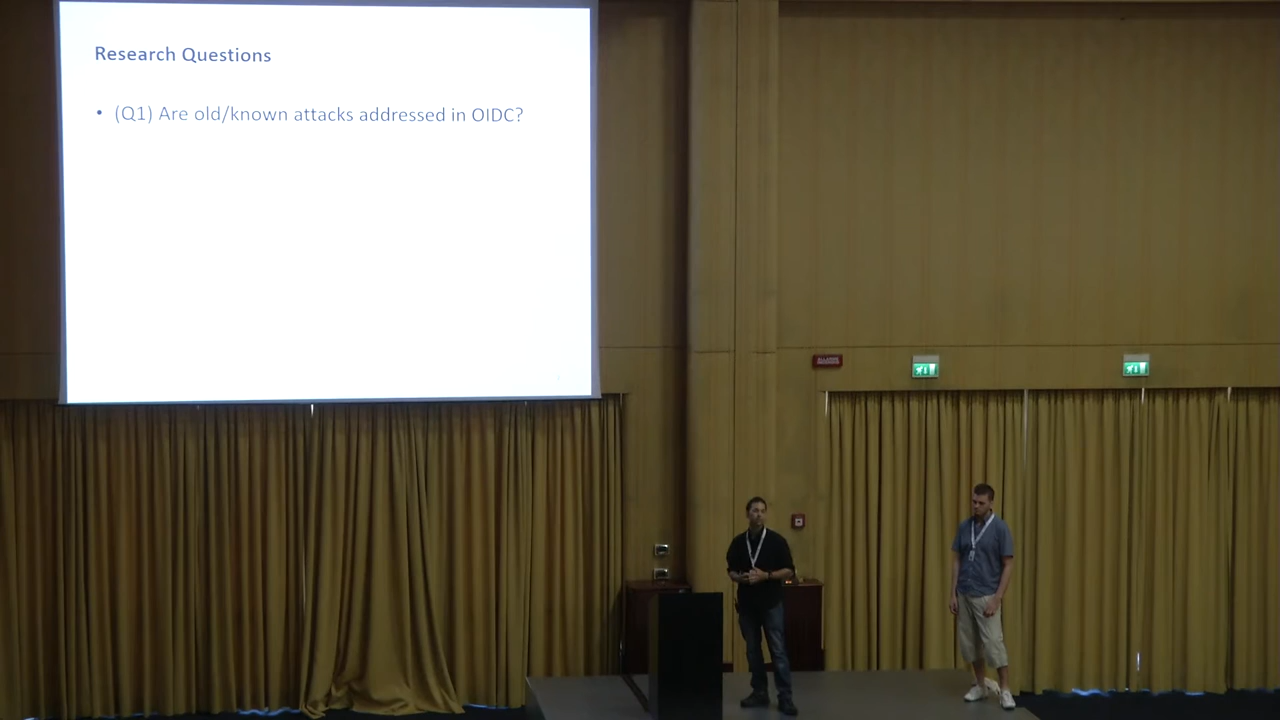 Research Questions
• (Q1) Are old/known attacks addressed in OIDC?